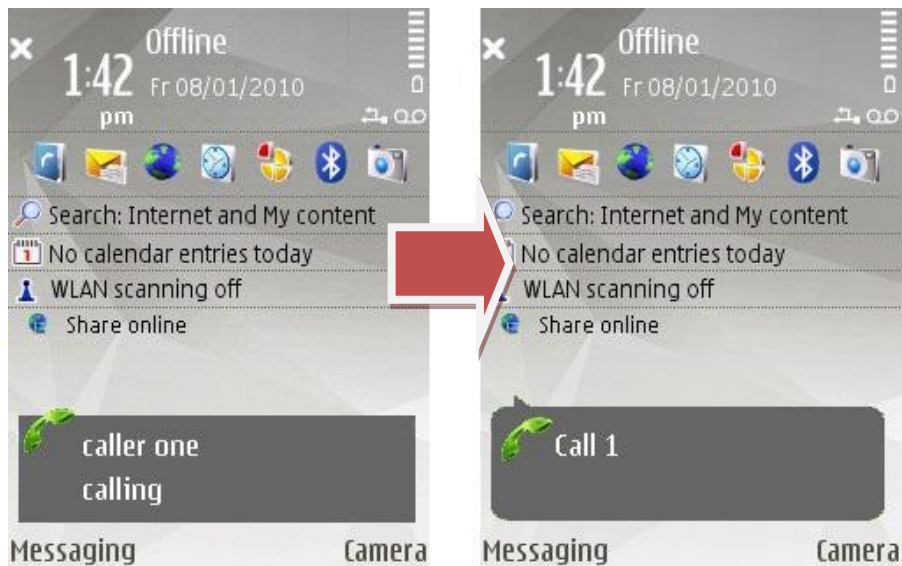 Offline
1:42 pm
Fr 08/01/2010
Search: Internet and My content
1
No calendar entries today
WLAN scanning off
Share online
caller one
calling
Messaging
Camera
Offline
1:42 pm
Fr 08/01/2010
Search: Internet and My content
No calendar entries today
WLAN scanning off
Share online
Call 1
Messaging
Camera